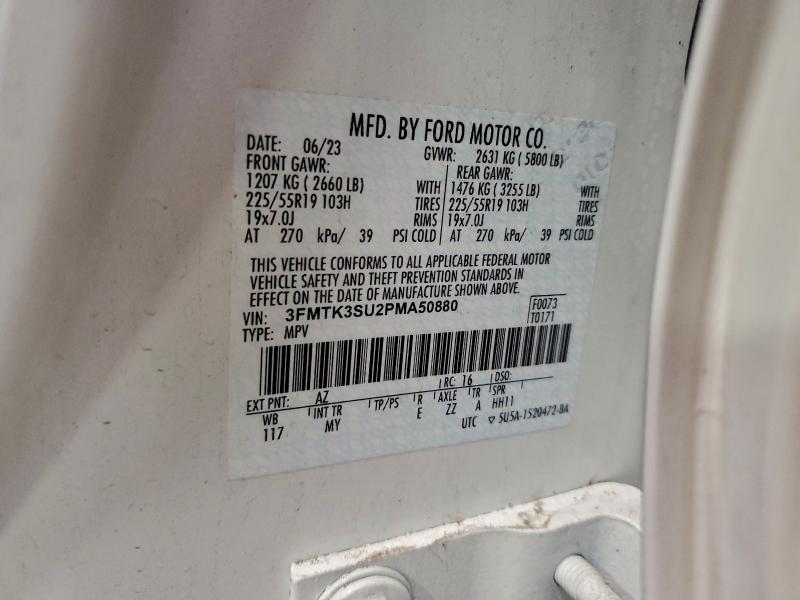 MFD. BY FORD MOTOR CO.
DATE: 06/23 GVWR: 2631 KG ( 5800 LB)
FRONT GAWR: REAR GAWR:
1207 KG ( 2660 LB) WITH 1476 KG ( 3255 LB) WITH
225/55R19 103H TIRES 225/55R19 103H TIRES
19x7.0J RIMS 19x7.0J RIMS
AT 270 kPa/ 39 PSI COLD AT 270 kPa/ 39 PSI COLD
THIS VEHICLE CONFORMS TO ALL APPLICABLE FEDERAL MOTOR
VEHICLE SAFETY AND THEFT PREVENTION STANDARDS IN
EFFECT ON THE DATE OF MANUFACTURE SHOWN ABOVE.
VIN: 3FMTK3SU2PMA50880 F0073
TYPE: MPV T0171
EXT PNT: AZ RC: 16 DSO:
WB INT TR TP/PS R AXLE TR SPR
117 MY E ZZ A HH11
UTC ▽ 5U5A-1520472-BA